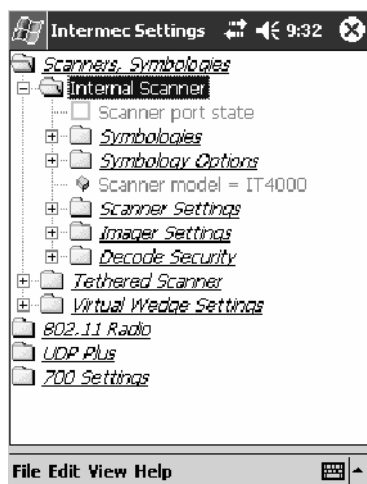 Intermec Settings 9:32
Scanners, Symbologies
Internal Scanner
Scanner port state
Symbologies
Symbology Options
Scanner model = IT4000
Scanner Settings
Imager Settings
Decode Security
Tethered Scanner
Virtual Wedge Settings
802.11 Radio
UDP Plus
700 Settings
File Edit View Help